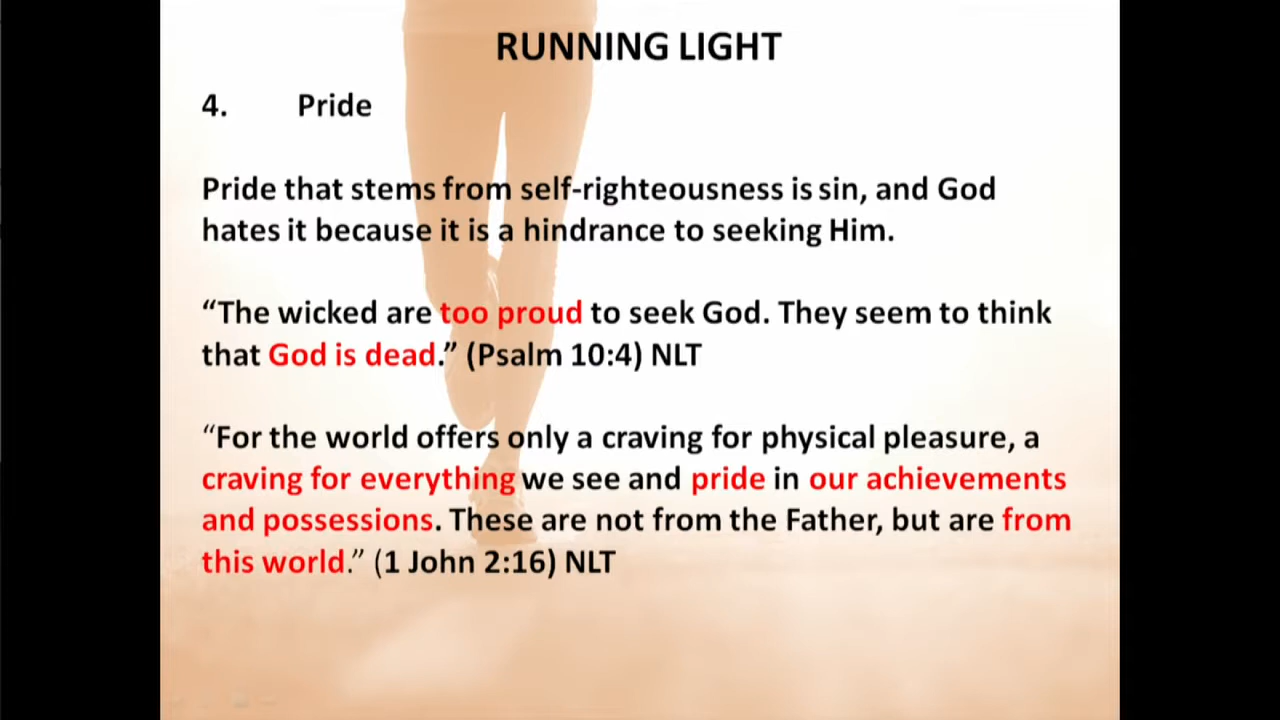 RUNNING LIGHT
4. Pride
Pride that stems from self-righteousness is sin, and God
hates it because it is a hindrance to seeking Him.
“The wicked are too proud to seek God. They seem to think
that God is dead.” (Psalm 10:4) NLT
“For the world offers only a craving for physical pleasure, a
craving for everything we see and pride in our achievements
and possessions. These are not from the Father, but are from
this world.” (1 John 2:16) NLT